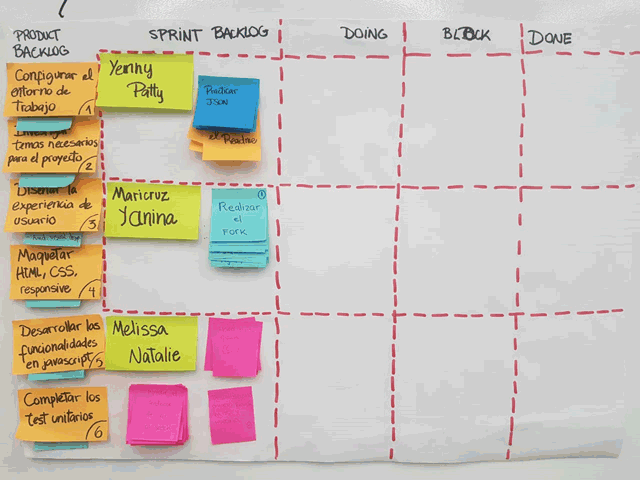 PRODUCT
BACKLOG
SPRINT BACKLOG
DOING
BLOCK
DONE
Configurar el
entorno de
Trabajo
1
temas necesarios
para el proyecto
2
Diseñar la
experiencia de
usuario
3
Maquetar
HTML, CSS,
responsive
4
Desarrollar las
funcionalidades
en javascript
5
Completar los
test unitarios
6
Yenny
Patty
Practicar
JSON
el Readme
Maricruz
Yanina
1
Realizar
el
FORK
Melissa
Natalie